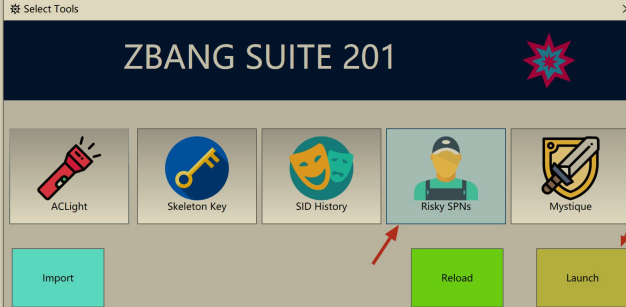 Select Tools
ZBANG SUITE 201
ACLight
Skeleton Key
SID History
Risky SPNs
Mystique
Import
Reload
Launch